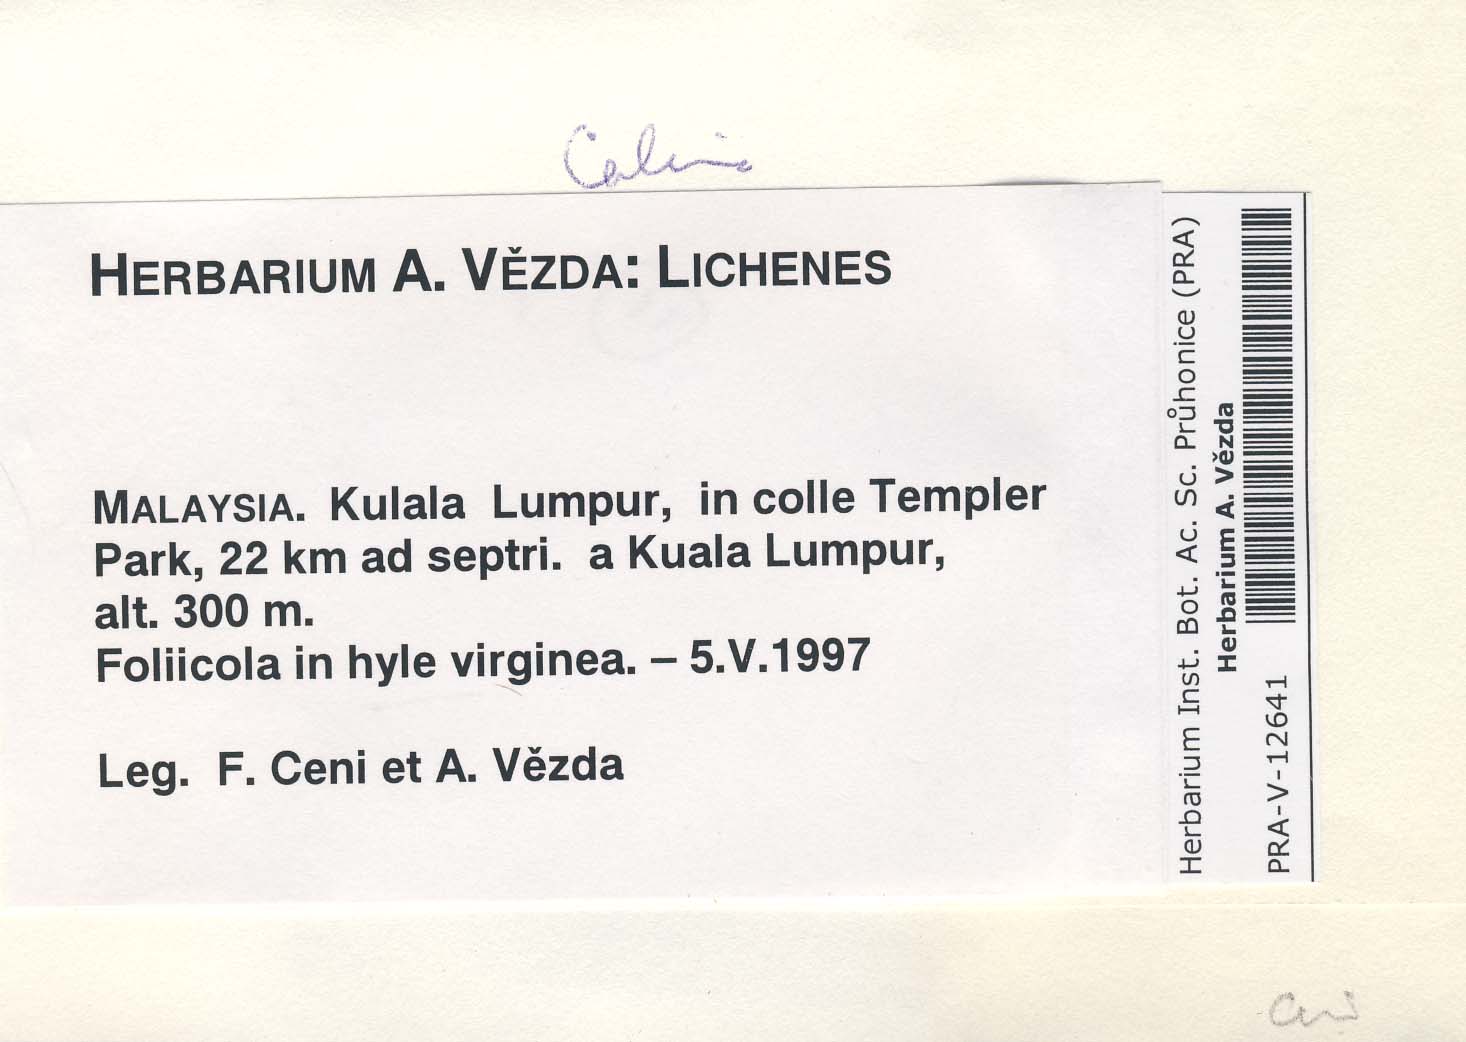 HERBARIUM A. VĚZDA: LICHENES
MALAYSIA. Kulala Lumpur, in colle Templer
Park, 22 km ad septri. a Kuala Lumpur,
alt. 300 m.
Foliicola in hyle virginea. – 5.V.1997
Leg. F. Ceni et A. Vězda
Herbarium Inst. Bot. Ac. Sc. Průhonice (PRA)
Herbarium A. Vězda
PRA-V-12641